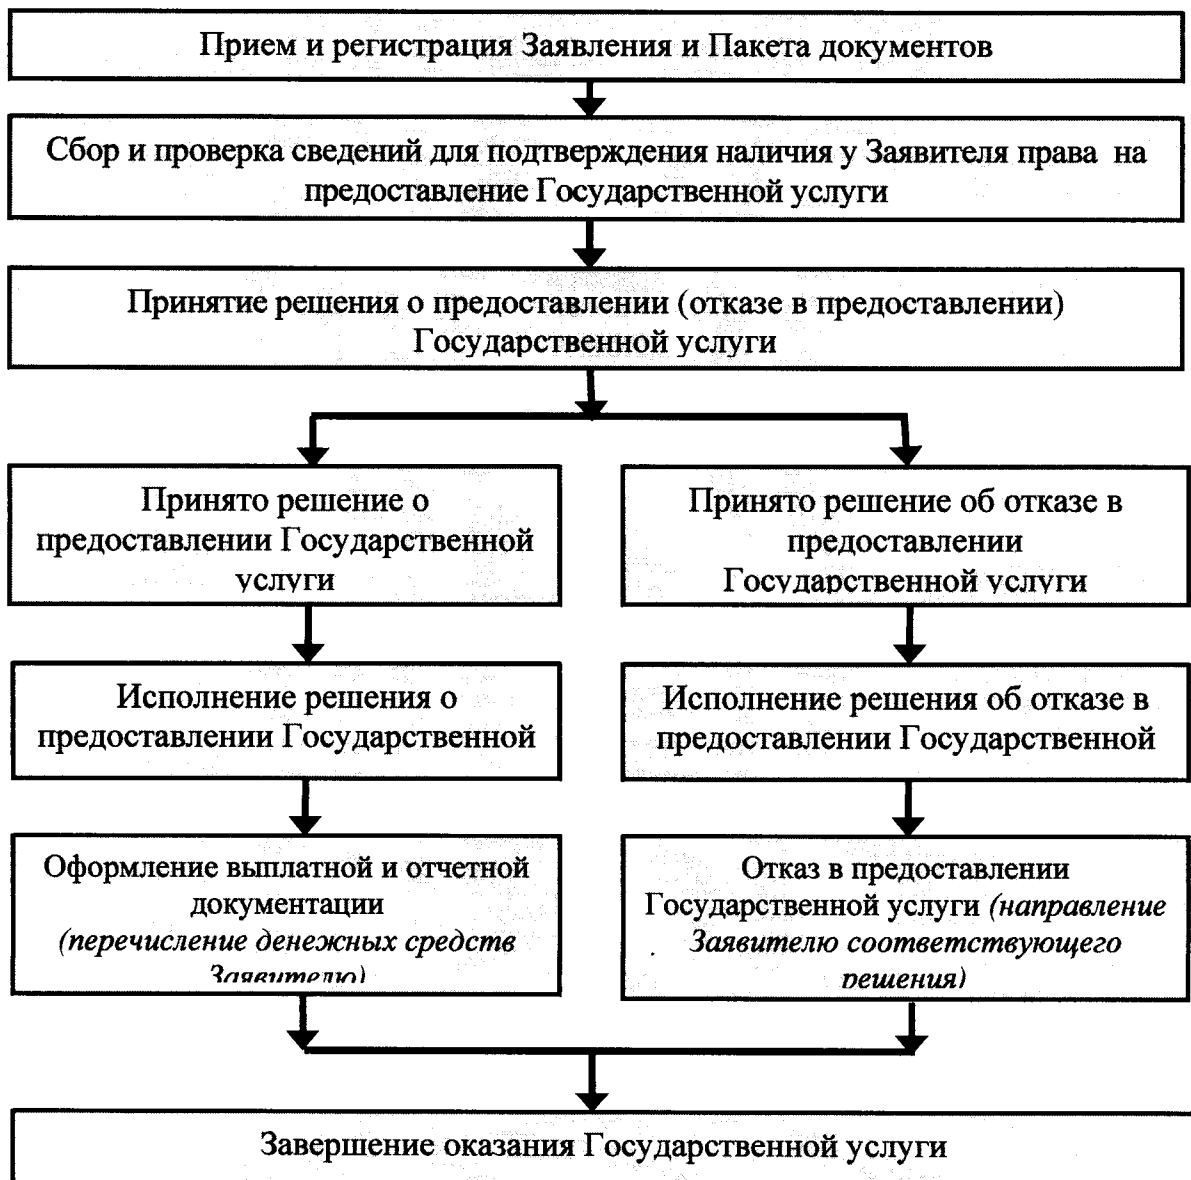 Прием и регистрация Заявления и Пакета документов
Сбор и проверка сведений для подтверждения наличия у Заявителя права на
предоставление Государственной услуги
Принятие решения о предоставлении (отказе в предоставлении)
Государственной услуги
Принято решение о
предоставлении Государственной
услуги
Принято решение об отказе в
предоставлении
Государственной услуги
Исполнение решения о
предоставлении Государственной
Исполнение решения об отказе в
предоставлении Государственной
Оформление выплатной и отчетной
документации
(перечисление денежных средств
Заявителю)
Отказ в предоставлении
Государственной услуги (направление
Заявителю соответствующего
решения)
Завершение оказания Государственной услуги